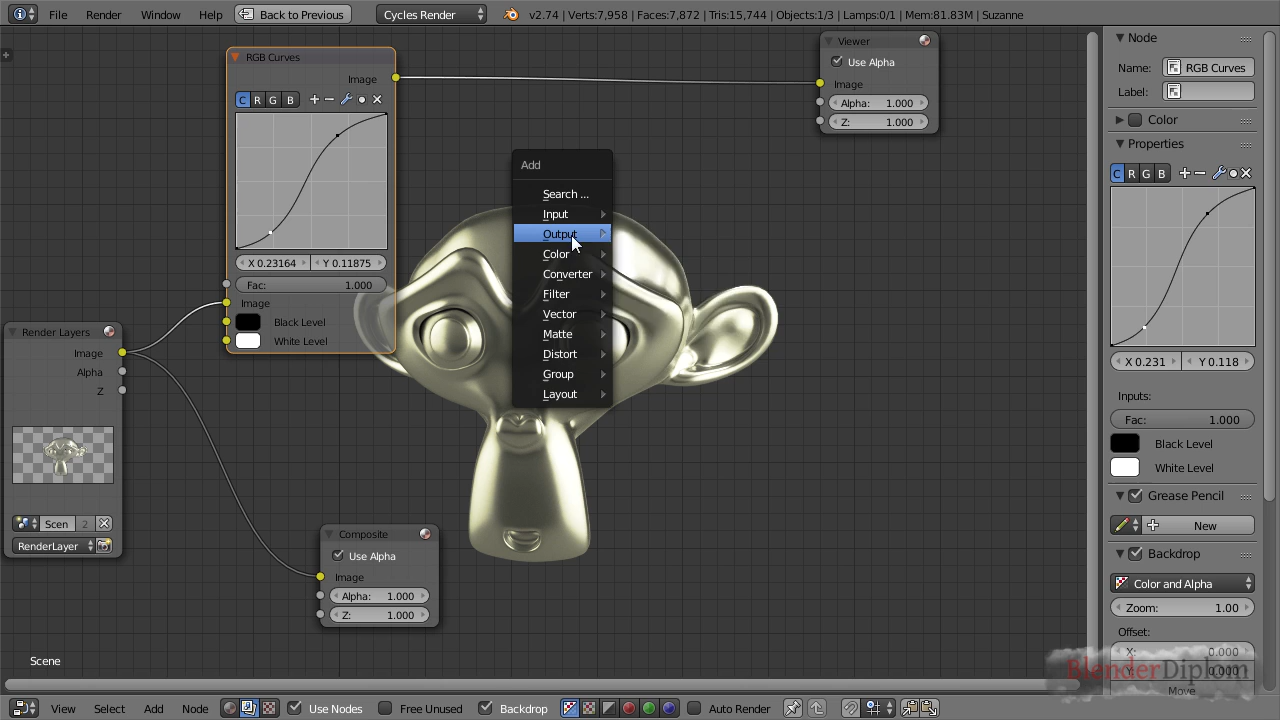 File Render Window Help Back to Previous Cycles Render v2.74 | Verts:7,958 | Faces:7,872 | Tris:15,744 | Objects:1/3 | Lamps:0/1 | Mem:81.83M | Suzanne
RGB Curves
Image
C R G B
X 0.23164 Y 0.11875
Fac: 1.000
Image
Black Level
White Level
Render Layers
Image
Alpha
Z
Scen 2
RenderLayer
Composite
Use Alpha
Image
Alpha: 1.000
Z: 1.000
Add
Search ...
Input
Output
Color
Converter
Filter
Vector
Matte
Distort
Group
Layout
Viewer
Use Alpha
Image
Alpha: 1.000
Z: 1.000
Node
Name: RGB Curves
Label:
Color
Properties
C R G B
X 0.231 Y 0.118
Inputs:
Fac: 1.000
Black Level
White Level
Grease Pencil
New
Backdrop
Color and Alpha
Zoom: 1.00
Offset:
X: 0.000
Y: 0.000
Move
BlenderDiplom
Scene
View Select Add Node Use Nodes Free Unused Backdrop Auto Render